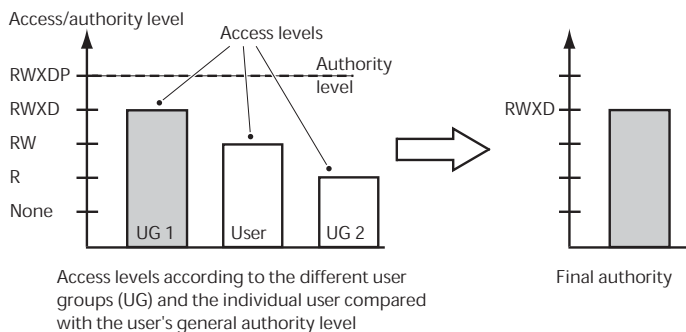 Access/authority level
Access levels
RWXDP
Authority
level
RWXD
RW
R
None
UG 1
User
UG 2
RWXD
Access levels according to the different user
groups (UG) and the individual user compared
with the user's general authority level
Final authority